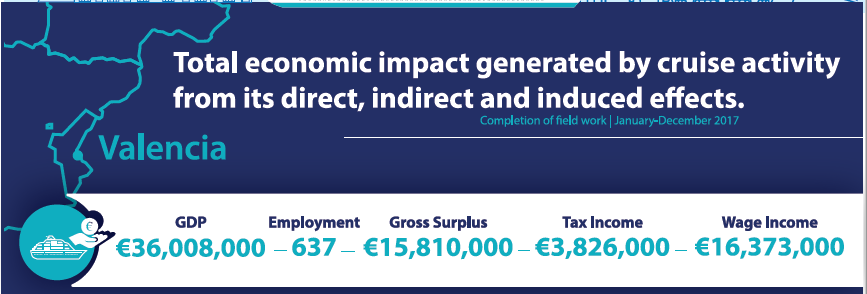 Total economic impact generated by cruise activity
from its direct, indirect and induced effects.
Completion of field work | January-December 2017
Valencia
GDP Employment Gross Surplus Tax Income Wage Income
€36,008,000 – 637 – €15,810,000 – €3,826,000 – €16,373,000
€